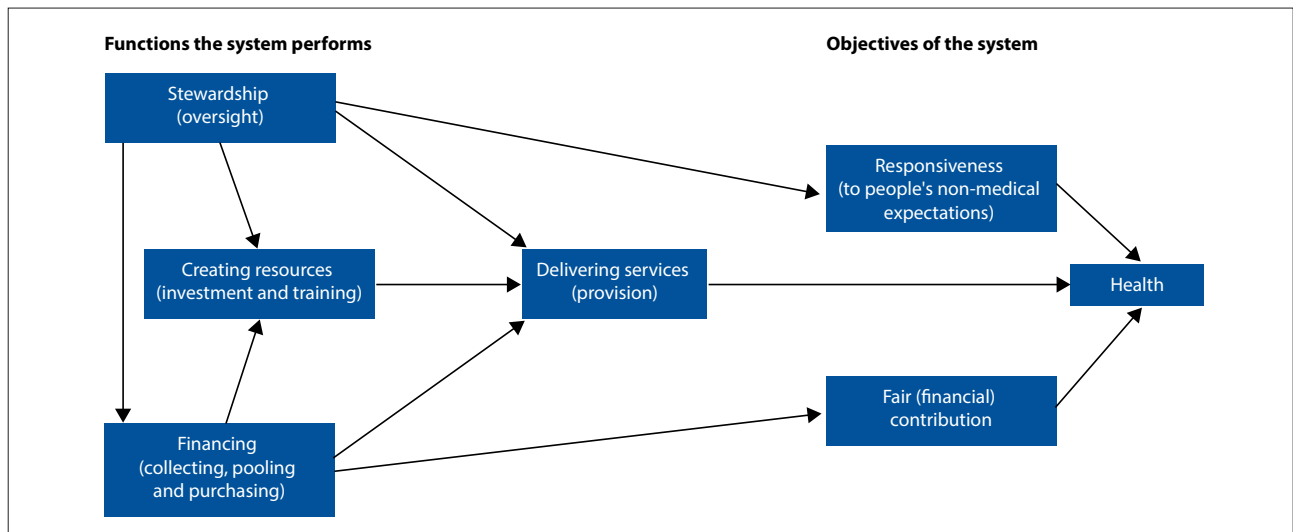 Functions the system performs
Objectives of the system
Stewardship
(oversight)
Responsiveness
(to people's non-medical
expectations)
Creating resources
(investment and training)
Delivering services
(provision)
Health
Fair (financial)
contribution
Financing
(collecting, pooling
and purchasing)